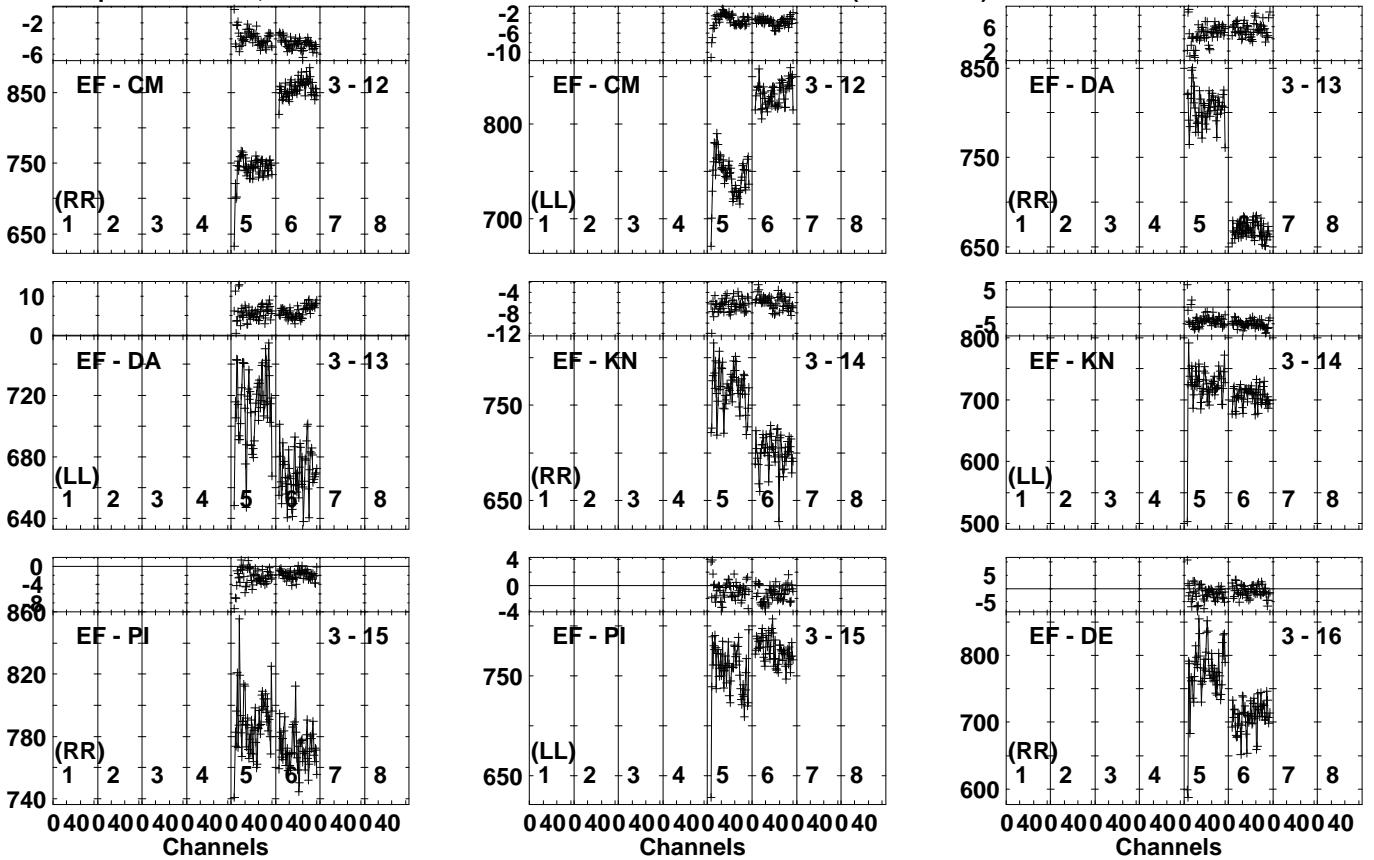 -2
-6
850
750
650
EF - CM 3 - 12
(RR)
1 2 3 4 5 6 7 8
-2
-6
-10
800
700
EF - CM 3 - 12
(LL)
1 2 3 4 5 6 7 8
6
2
850
750
650
EF - DA 3 - 13
(RR)
1 2 3 4 5 6 7 8
10
0
720
680
640
EF - DA 3 - 13
(LL)
1 2 3 4 5 6 7 8
-4
-8
-12
750
650
EF - KN 3 - 14
(RR)
1 2 3 4 5 6 7 8
5
-5
800
700
600
500
EF - KN 3 - 14
(LL)
1 2 3 4 5 6 7 8
0
-4
-8
860
820
780
740
EF - PI 3 - 15
(RR)
1 2 3 4 5 6 7 8
0 40 0 40 0 40 0 40 0 40 0 40 0 40 0 40
Channels
4
0
-4
750
650
EF - PI 3 - 15
(LL)
1 2 3 4 5 6 7 8
0 40 0 40 0 40 0 40 0 40 0 40 0 40 0 40
Channels
5
-5
800
700
600
EF - DE 3 - 16
(RR)
1 2 3 4 5 6 7 8
0 40 0 40 0 40 0 40 0 40 0 40 0 40 0 40
Channels